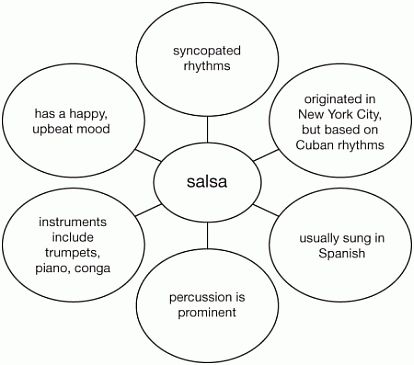 syncopated
rhythms
has a happy,
upbeat mood
originated in
New York City,
but based on
Cuban rhythms
salsa
instruments
include
trumpets,
piano, conga
usually sung in
Spanish
percussion is
prominent